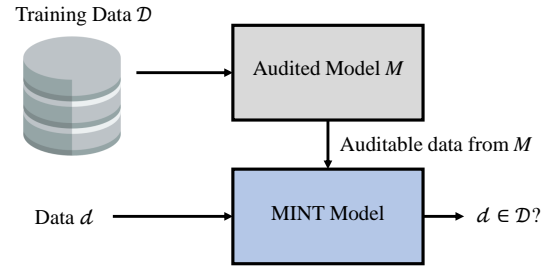 Training Data 𝒟
Audited Model M
Auditable data from M
Data 𝒹
MINT Model
𝒹 ∈ 𝒟?